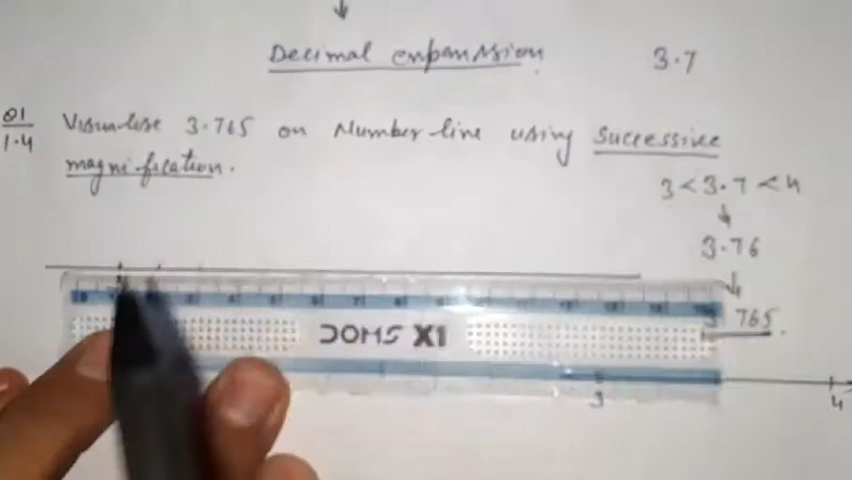 Decimal expansion.
3.7
Q1
1.4
Visualise 3.765 on Number line using Successive
magnification.
3 < 3.7 < 4
3.76
3.765.
DOMS X1
3
4